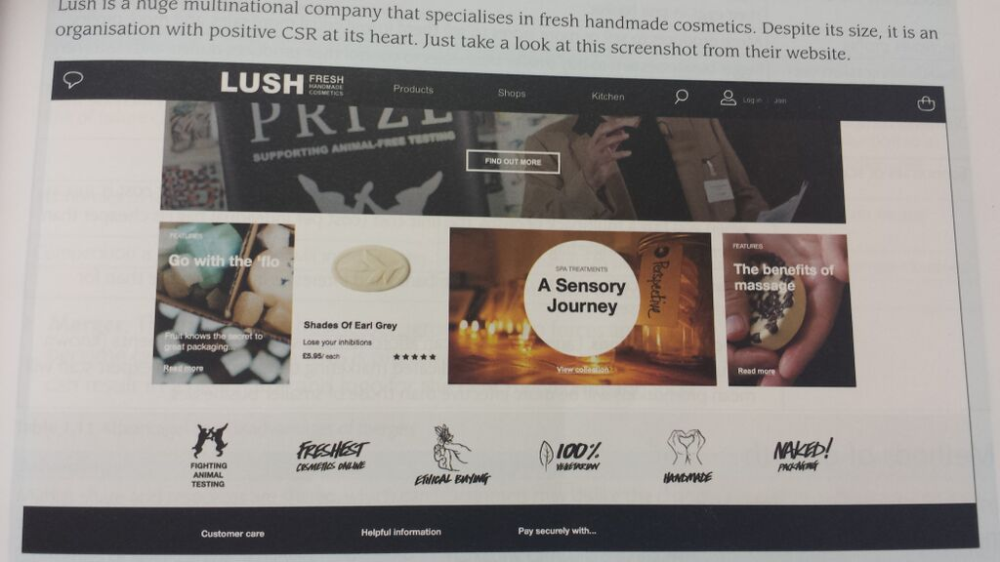 Lush is a huge multinational company that specialises in fresh handmade cosmetics. Despite its size, it is an
organisation with positive CSR at its heart. Just take a look at this screenshot from their website.
LUSH FRESH
HANDMADE
COSMETICS
Products
Shops
Kitchen
Log in | Join
PRIZE
SUPPORTING ANIMAL-FREE TESTING
FIND OUT MORE
FEATURES
Go with the 'flo
Fruit knows the secret to
great packaging...
Read more
Shades Of Earl Grey
Lose your inhibitions
£5.95/ each
★★★★★
SPA TREATMENTS
A Sensory
Journey
View collection
Perspective
FEATURES
The benefits of
massage
Read more
FIGHTING
ANIMAL
TESTING
FRESHEST
COSMETICS ONLINE
ETHICAL BUYING
100%
VEGETARIAN
HANDMADE
NAKED!
PACKAGING
Customer care
Helpful information
Pay securely with...